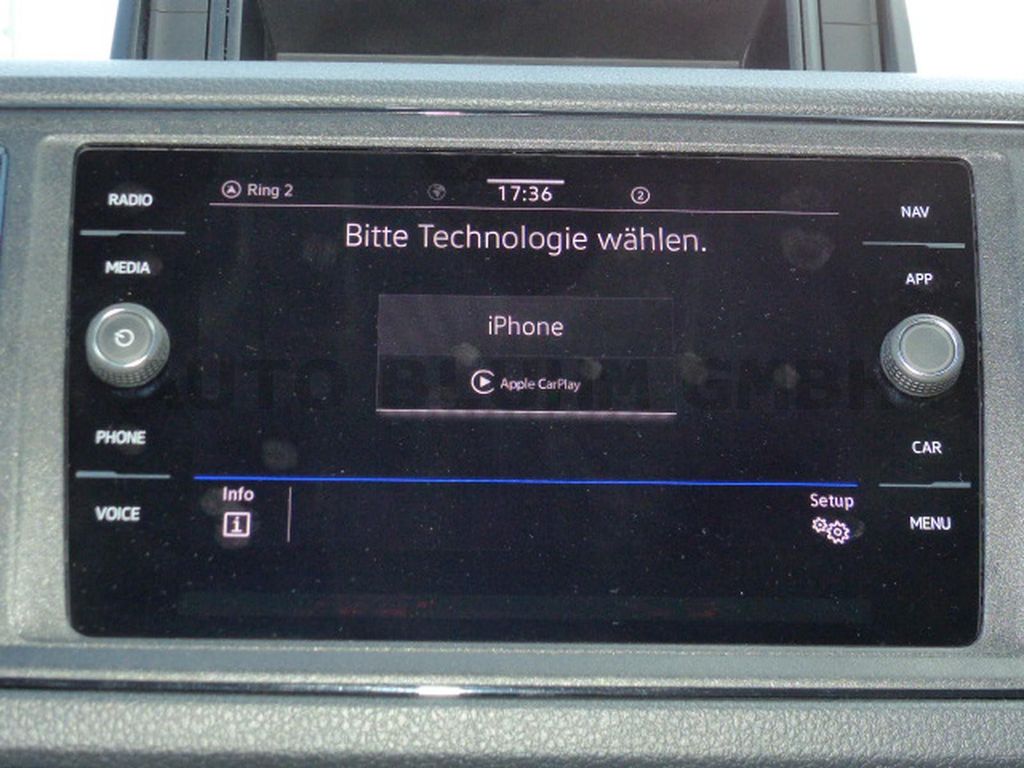 RADIO
MEDIA
PHONE
VOICE
Ring 2
17:36
2
Bitte Technologie wählen.
iPhone
Apple CarPlay
Info
i
Setup
NAV
APP
CAR
MENU